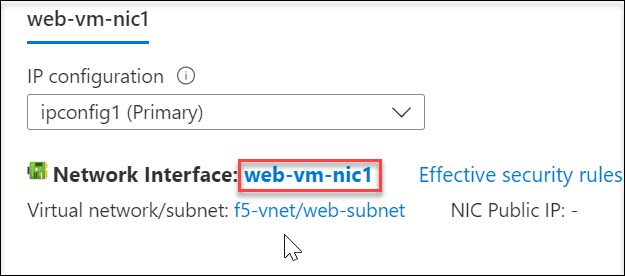 web-vm-nic1
IP configuration ⓘ
ipconfig1 (Primary)
Network Interface: web-vm-nic1 Effective security rules
Virtual network/subnet: f5-vnet/web-subnet NIC Public IP: -